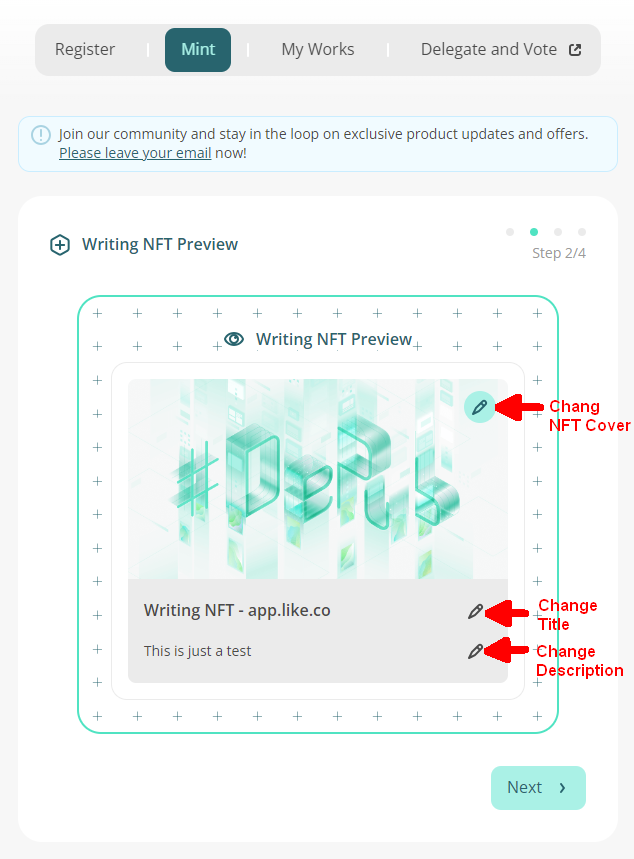 Register
Mint
My Works
Delegate and Vote
Join our community and stay in the loop on exclusive product updates and offers.
Please leave your email now!
Writing NFT Preview
Step 2/4
Writing NFT Preview
#DePub
Chang
NFT Cover
Writing NFT - app.like.co
Change
Title
This is just a test
Change
Description
Next